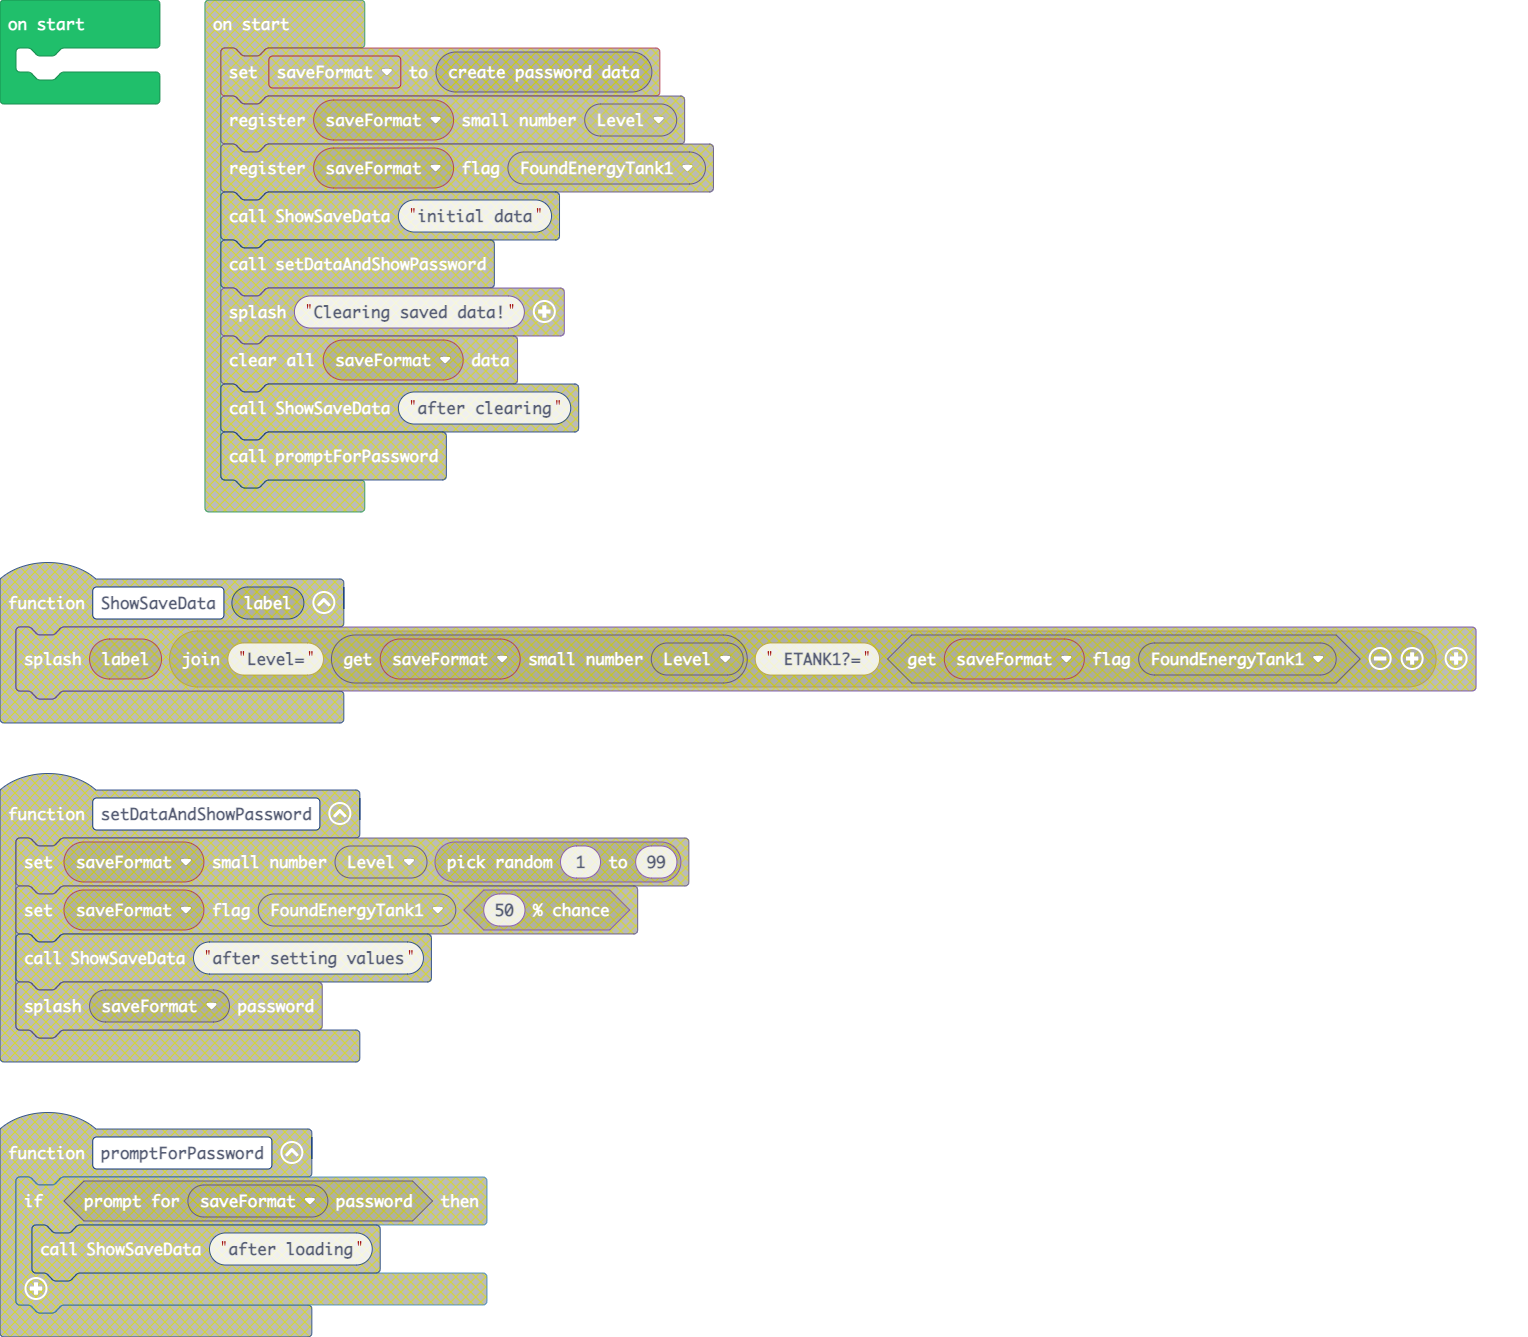 on start
on start
set saveFormat to create password data
register saveFormat small number Level
register saveFormat flag FoundEnergyTank1
call ShowSaveData "initial data"
call setDataAndShowPassword
splash "Clearing saved data!"
clear all saveFormat data
call ShowSaveData "after clearing"
call promptForPassword
function ShowSaveData label
splash label join "Level=" get saveFormat small number Level " ETANK1?=" get saveFormat flag FoundEnergyTank1
function setDataAndShowPassword
set saveFormat small number Level pick random 1 to 99
set saveFormat flag FoundEnergyTank1 50 % chance
call ShowSaveData "after setting values"
splash saveFormat password
function promptForPassword
if prompt for saveFormat password then
call ShowSaveData "after loading"